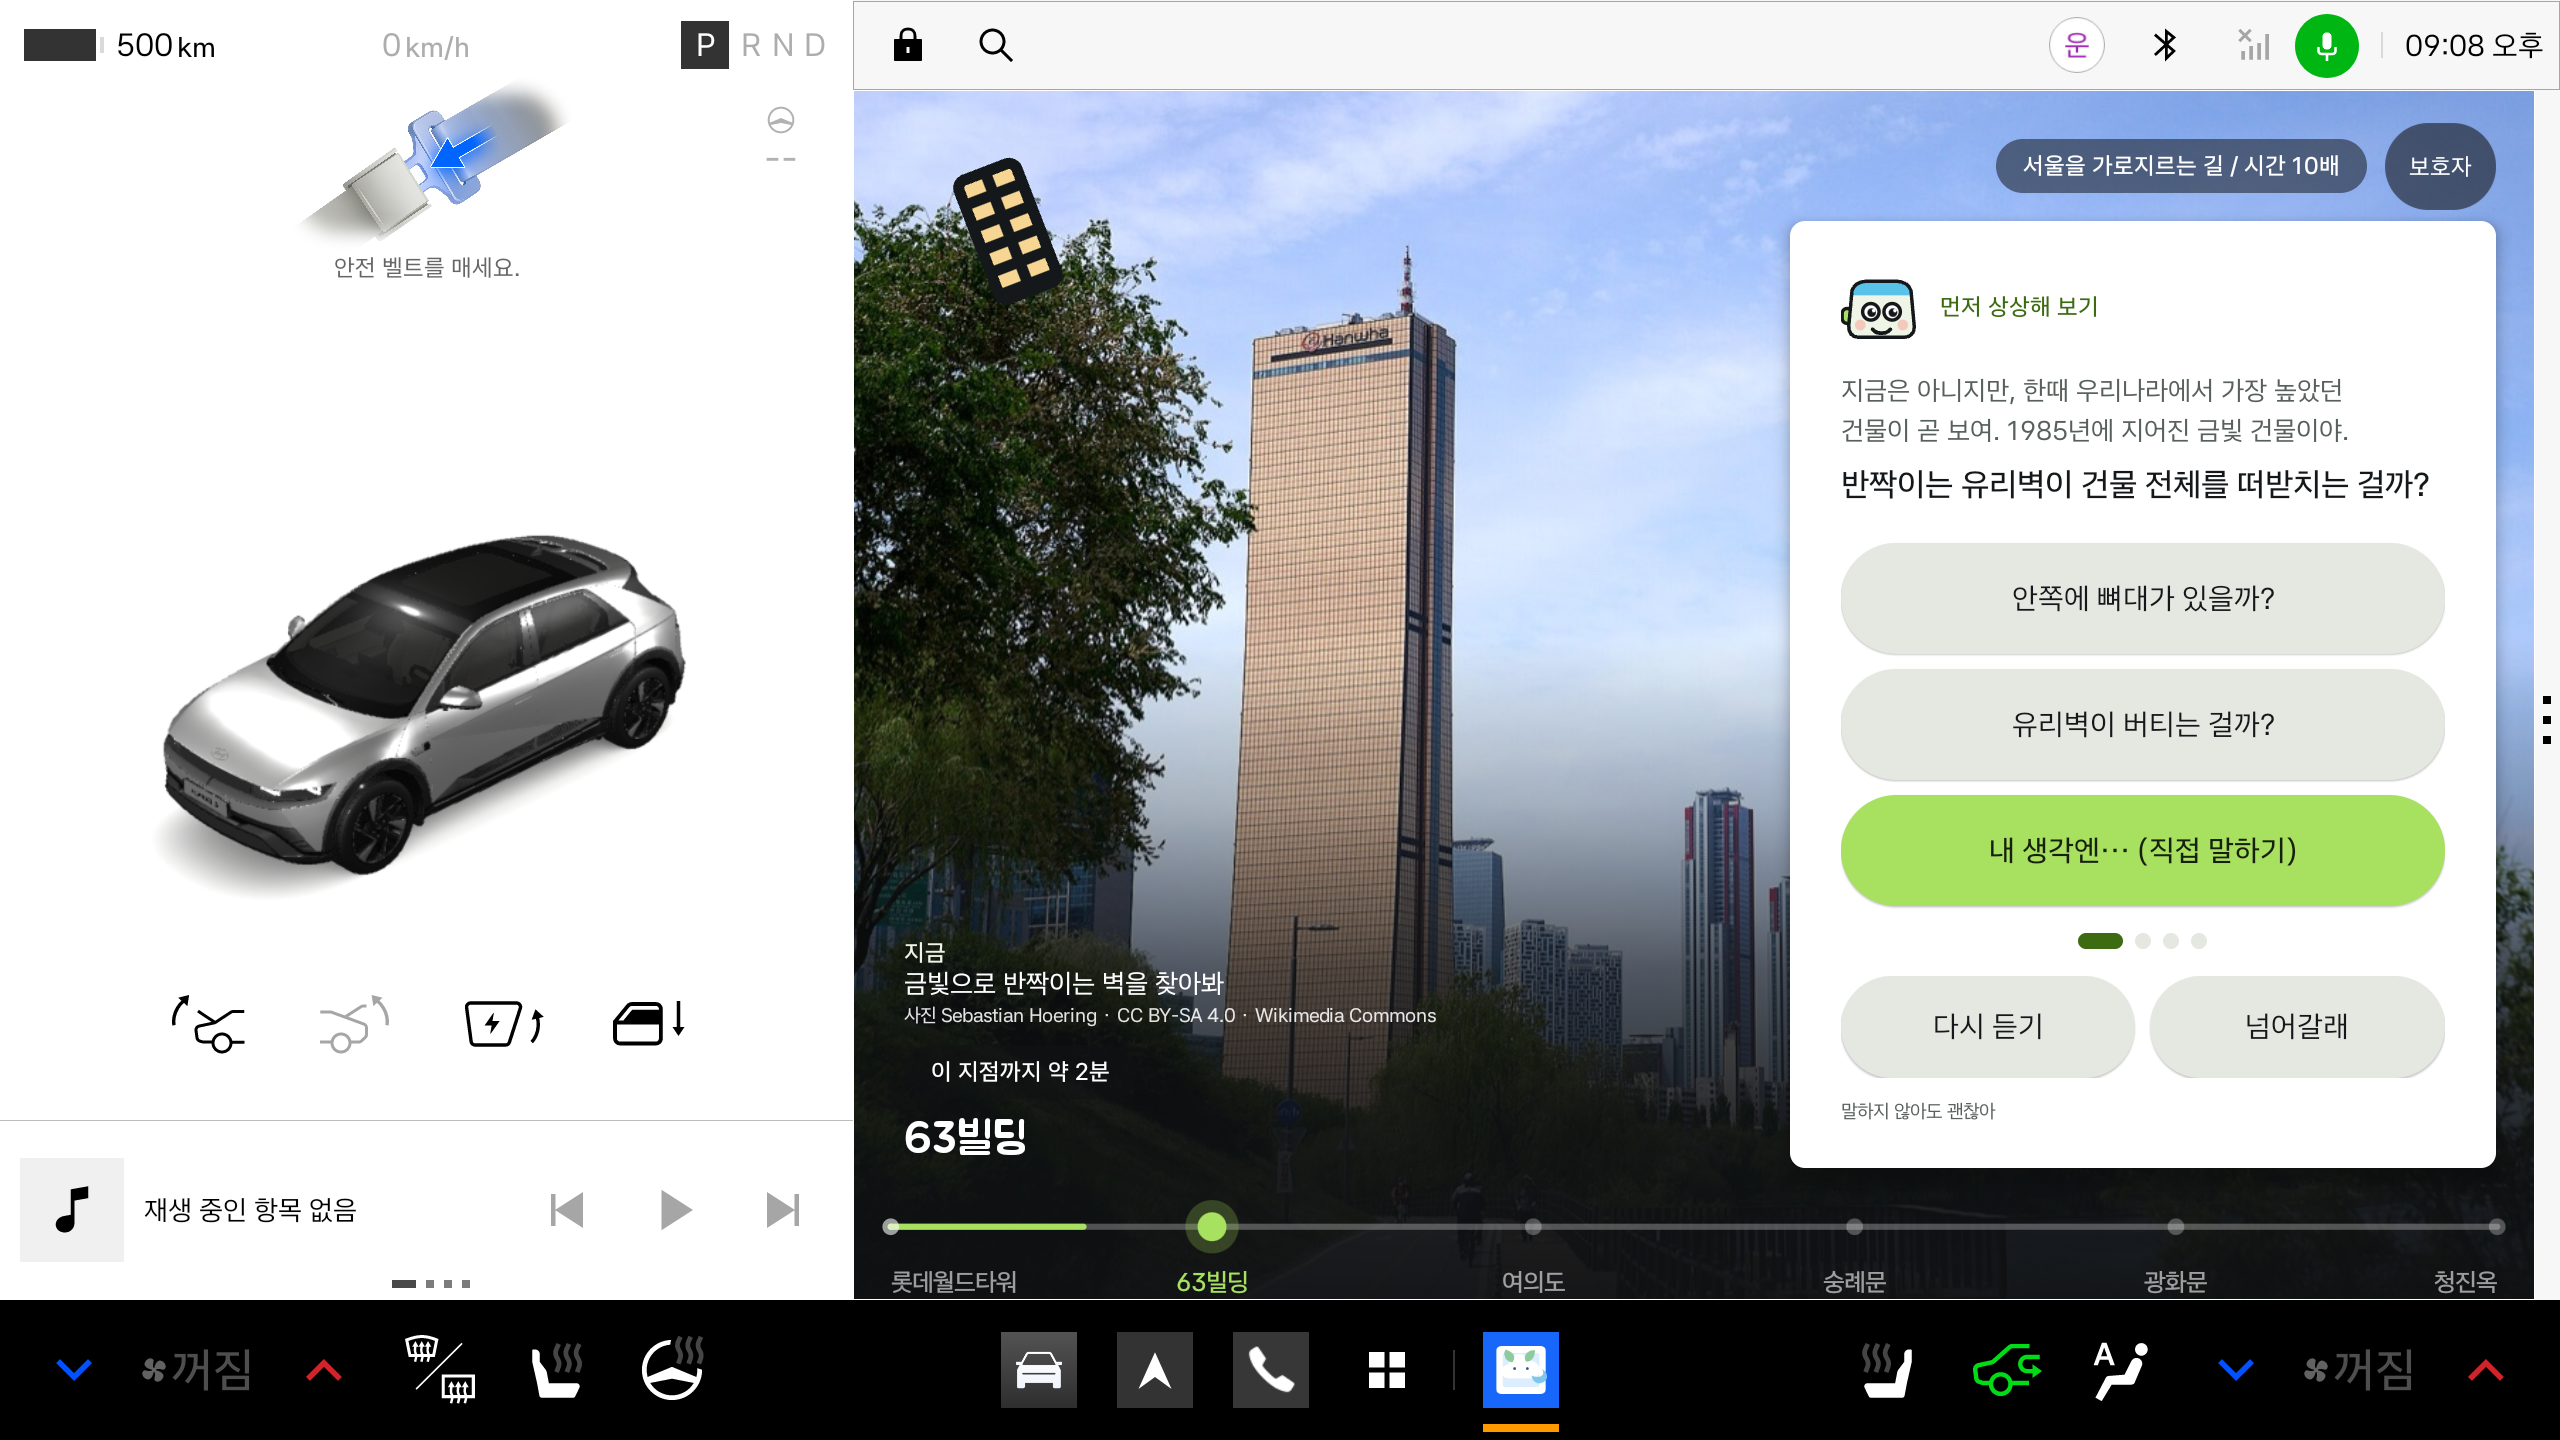 500 km
0 km/h
P R N D
안전 벨트를 매세요.
재생 중인 항목 없음
운
09:08 오후
서울을 가로지르는 길 / 시간 10배
보호자
Hanwha
먼저 상상해 보기
지금은 아니지만, 한때 우리나라에서 가장 높았던
건물이 곧 보여. 1985년에 지어진 금빛 건물이야.
반짝이는 유리벽이 건물 전체를 떠받치는 걸까?
안쪽에 뼈대가 있을까?
유리벽이 버티는 걸까?
내 생각엔… (직접 말하기)
다시 듣기
넘어갈래
말하지 않아도 괜찮아
지금
금빛으로 반짝이는 벽을 찾아봐
사진 Sebastian Hoering · CC BY-SA 4.0 · Wikimedia Commons
이 지점까지 약 2분
63빌딩
롯데월드타워
63빌딩
여의도
숭례문
광화문
청진옥
꺼짐
A
꺼짐